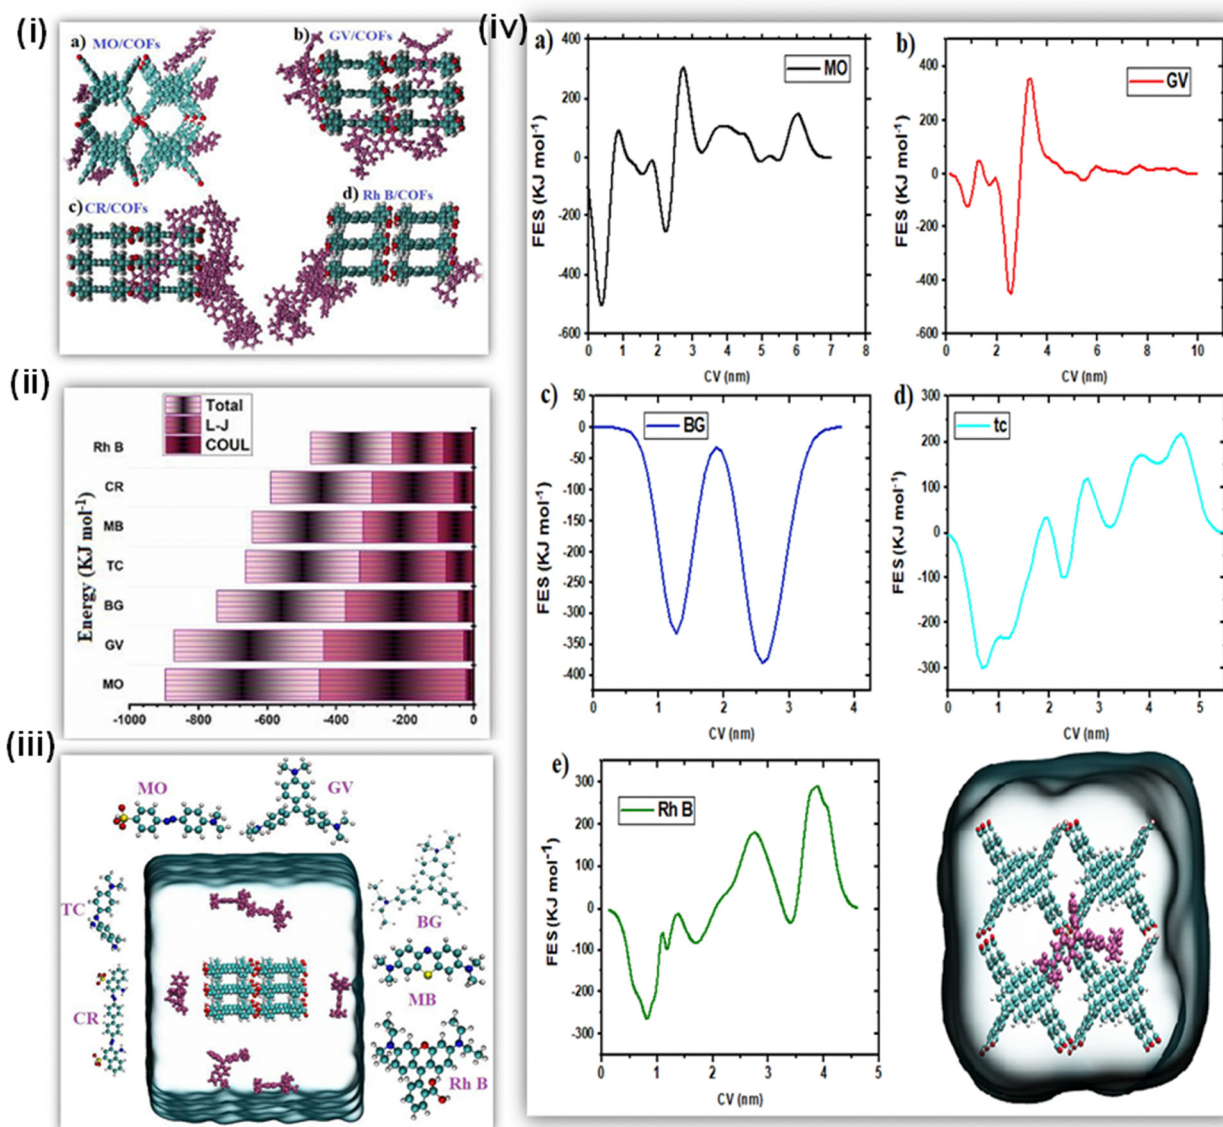 (i)
a) MO/COFs
b) GV/COFs
c) CR/COFs
d) Rh B/COFs
(ii)
Total
L-J
COUL
Energy (KJ mol-1)
Rh B
CR
MB
TC
BG
GV
MO
-1000 -800 -600 -400 -200 0
(iii)
MO
GV
TC
BG
CR
MB
Rh B
(iv)
a)
MO
FES (KJ mol-1)
400
200
0
-200
-400
-600
0 1 2 3 4 5 6 7 8
CV (nm)
b)
GV
FES (KJ mol-1)
400
200
0
-200
-400
-600
0 2 4 6 8 10
CV (nm)
c)
BG
FES (KJ mol-1)
50
0
-50
-100
-150
-200
-250
-300
-350
-400
0 1 2 3 4
CV (nm)
d)
tc
FES (KJ mol-1)
300
200
100
0
-100
-200
-300
0 1 2 3 4 5
CV (nm)
e)
Rh B
FES (KJ mol-1)
300
200
100
0
-100
-200
-300
0 1 2 3 4 5
CV (nm)